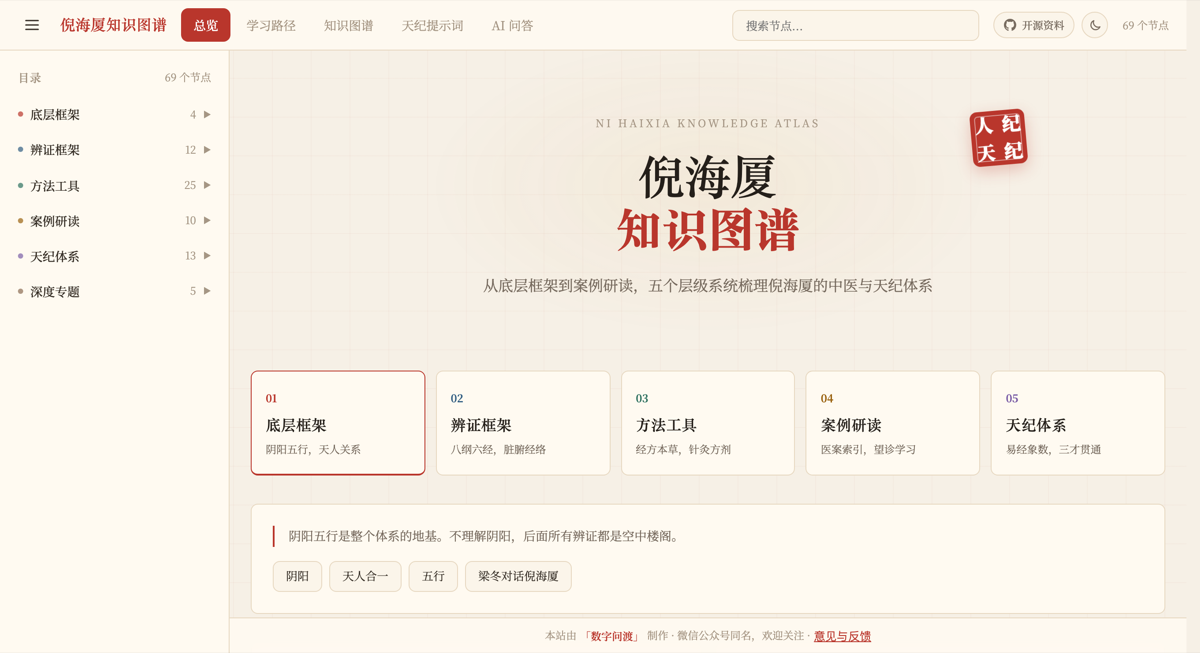 倪海厦知识图谱 总览 学习路径 知识图谱 天纪提示词 AI 问答 搜索节点... 开源资料 69 个节点
目录 69 个节点
底层框架 4
辨证框架 12
方法工具 25
案例研读 10
天纪体系 13
深度专题 5
NI HAIXIA KNOWLEDGE ATLAS
人 纪
天 纪
倪海厦
知识图谱
从底层框架到案例研读，五个层级系统梳理倪海厦的中医与天纪体系
01
底层框架
阴阳五行，天人关系
02
辨证框架
八纲六经，脏腑经络
03
方法工具
经方本草，针灸方剂
04
案例研读
医案索引，望诊学习
05
天纪体系
易经象数，三才贯通
阴阳五行是整个体系的地基。不理解阴阳，后面所有辨证都是空中楼阁。
阴阳 天人合一 五行 梁冬对话倪海厦
本站由 「数字问渡」 制作 · 微信公众号同名，欢迎关注 · 意见与反馈